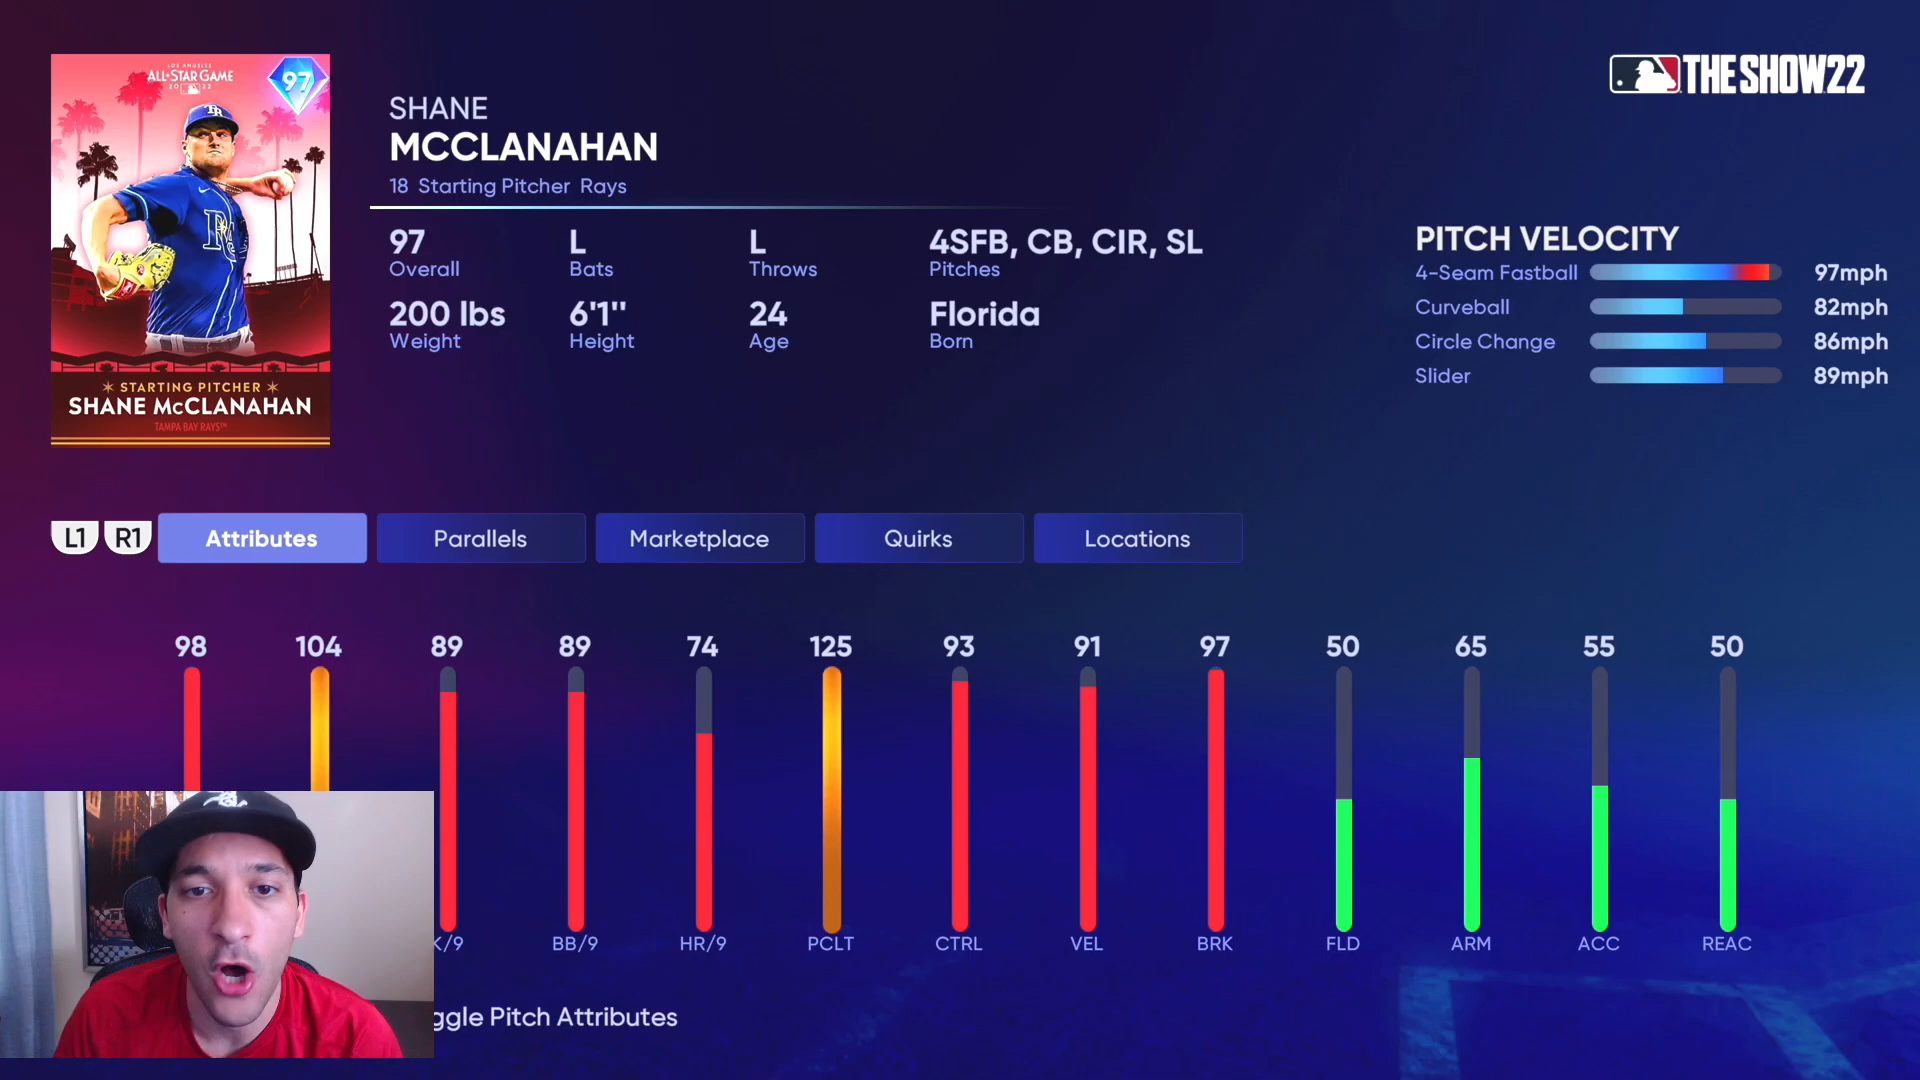 LOS ANGELES
ALL★STAR GAME
2022
97
THE SHOW 22
SHANE
MCCLANAHAN
18 Starting Pitcher Rays
97 L L 4SFB, CB, CIR, SL
Overall Bats Throws Pitches
200 lbs 6'1" 24 Florida
Weight Height Age Born
PITCH VELOCITY
4-Seam Fastball 97mph
Curveball 82mph
Circle Change 86mph
Slider 89mph
STARTING PITCHER
SHANE McCLANAHAN
TAMPA BAY RAYS™
L1 R1 Attributes Parallels Marketplace Quirks Locations
98 104 89 89 74 125 93 91 97 50 65 55 50
K/9 BB/9 HR/9 PCLT CTRL VEL BRK FLD ARM ACC REAC
ggle Pitch Attributes